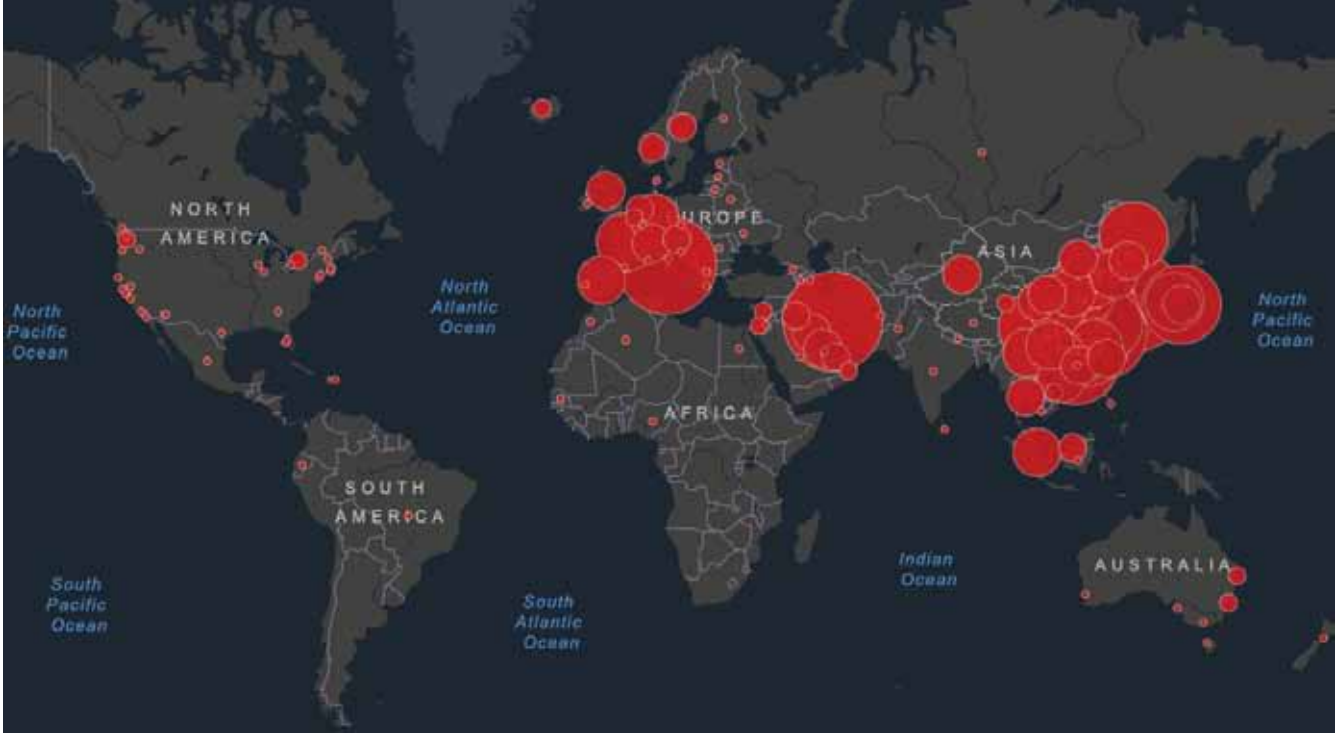 NORTH
AMERICA
UROPE
ASIA
North
Atlantic
Ocean
North
Pacific
Ocean
North
Pacific
Ocean
AFRICA
SOUTH
AMERICA
Indian
Ocean
AUSTRALIA
South
Pacific
Ocean
South
Atlantic
Ocean